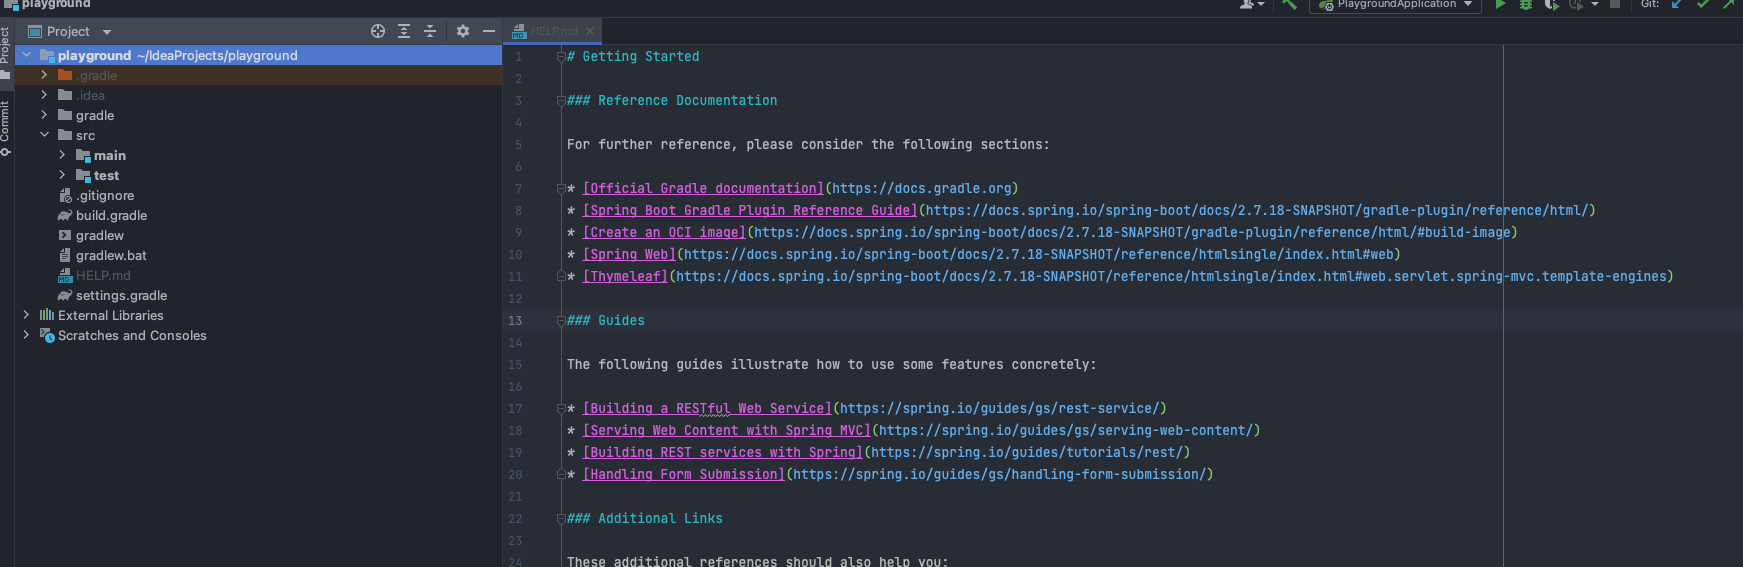 playground
PlaygroundApplication
Git:
Project
HELP.md
Project
Commit
playground ~/IdeaProjects/playground
.gradle
.idea
gradle
src
main
test
.gitignore
build.gradle
gradlew
gradlew.bat
HELP.md
settings.gradle
External Libraries
Scratches and Consoles
1 # Getting Started
2
3 ### Reference Documentation
4
5 For further reference, please consider the following sections:
6
7 * [Official Gradle documentation](https://docs.gradle.org)
8 * [Spring Boot Gradle Plugin Reference Guide](https://docs.spring.io/spring-boot/docs/2.7.18-SNAPSHOT/gradle-plugin/reference/html/)
9 * [Create an OCI image](https://docs.spring.io/spring-boot/docs/2.7.18-SNAPSHOT/gradle-plugin/reference/html/#build-image)
10 * [Spring Web](https://docs.spring.io/spring-boot/docs/2.7.18-SNAPSHOT/reference/htmlsingle/index.html#web)
11 * [Thymeleaf](https://docs.spring.io/spring-boot/docs/2.7.18-SNAPSHOT/reference/htmlsingle/index.html#web.servlet.spring-mvc.template-engines)
12
13 ### Guides
14
15 The following guides illustrate how to use some features concretely:
16
17 * [Building a RESTful Web Service](https://spring.io/guides/gs/rest-service/)
18 * [Serving Web Content with Spring MVC](https://spring.io/guides/gs/serving-web-content/)
19 * [Building REST services with Spring](https://spring.io/guides/tutorials/rest/)
20 * [Handling Form Submission](https://spring.io/guides/gs/handling-form-submission/)
21
22 ### Additional Links
23
24 These additional references should also help you: